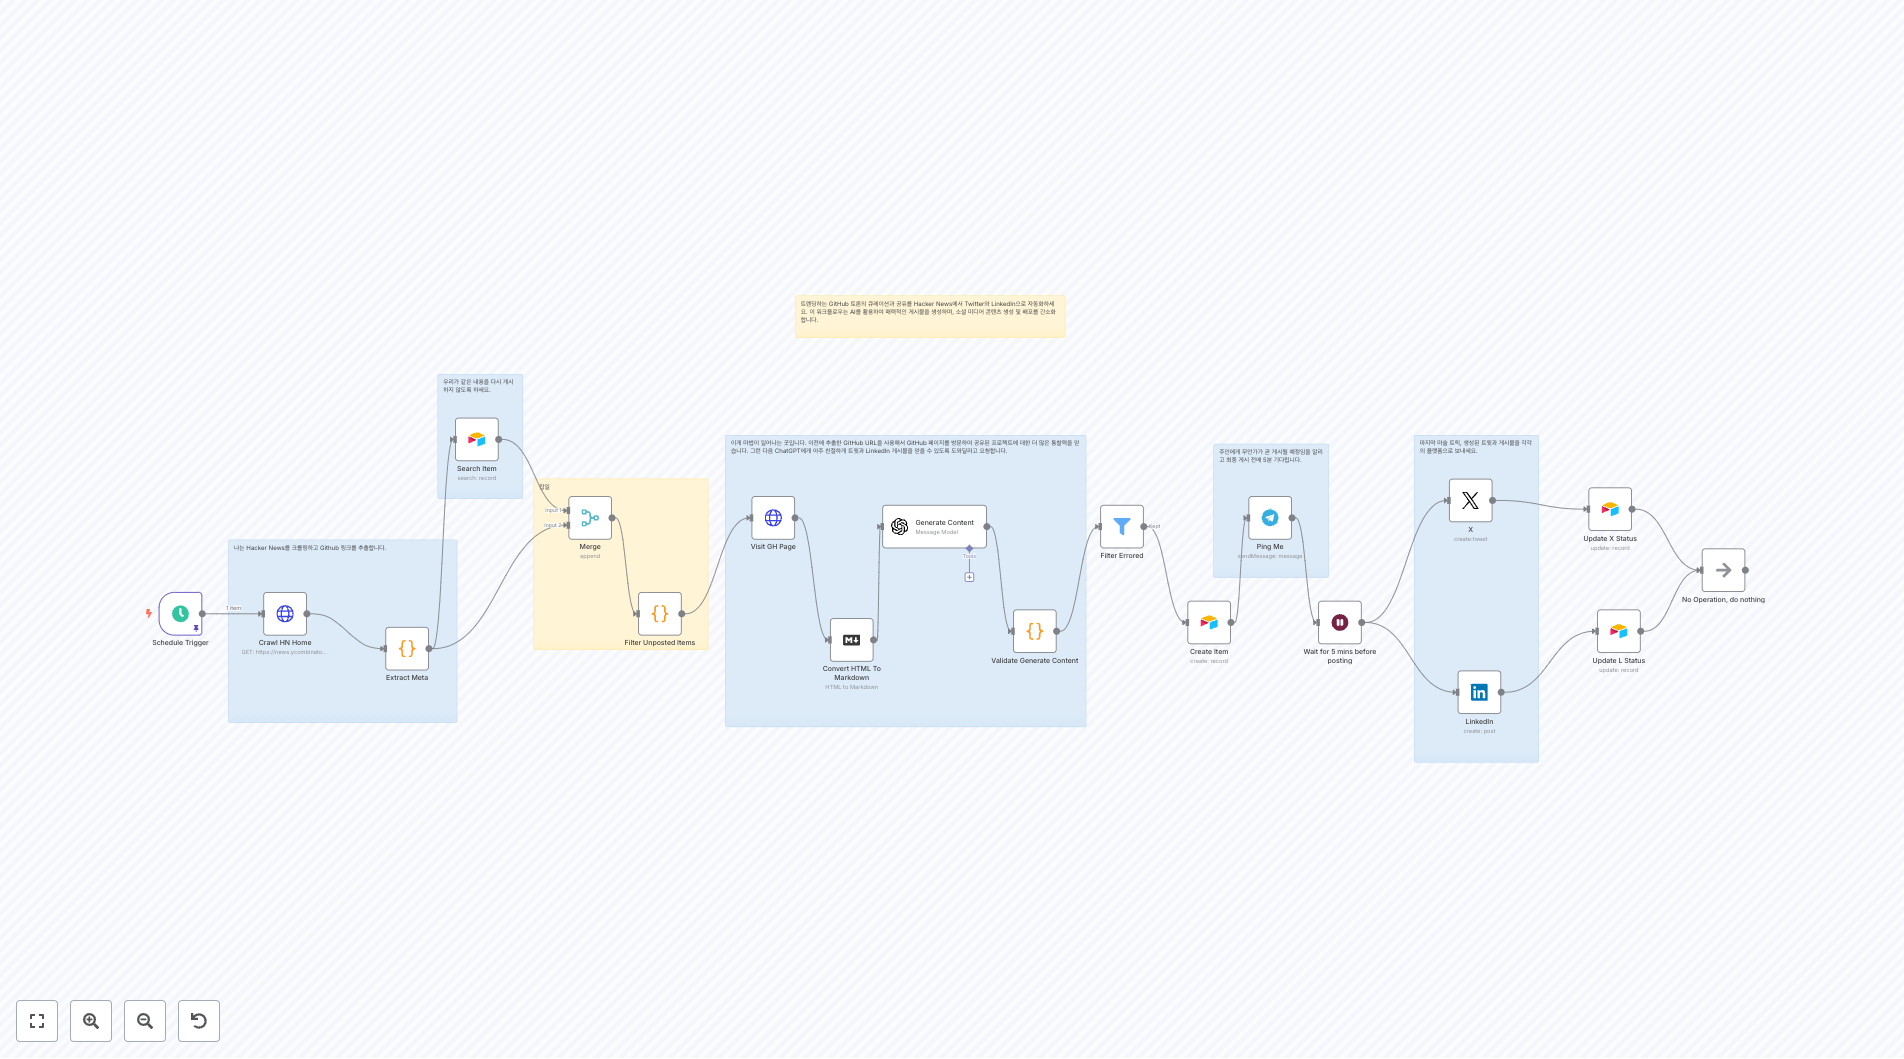 트렌딩하는 GitHub 토론의 큐레이션과 공유를 Hacker News에서 Twitter와 LinkedIn으로 자동화하세
요. 이 워크플로우는 AI를 활용하여 매력적인 게시물을 생성하며, 소셜 미디어 콘텐츠 생성 및 배포를 간소화
합니다.
우리가 같은 내용을 다시 게시
하지 않도록 하세요.
Search Item
search: record
나는 Hacker News를 크롤링하고 Github 링크를 추출합니다.
1 item
Schedule Trigger
Crawl HN Home
GET: https://news.ycombinato...
Extract Meta
Input 1
Input 2
Merge
append
Filter Unposted Items
이게 마법이 일어나는 곳입니다. 이전에 추출한 GitHub URL을 사용해서 GitHub 페이지를 방문하여 공유된 프로젝트에 대한 더 많은 통찰력을 얻
습니다. 그런 다음 ChatGPT에게 아주 친절하게 트윗과 LinkedIn 게시물을 얻을 수 있도록 도와달라고 요청합니다.
Visit GH Page
Convert HTML To
Markdown
HTML to Markdown
Generate Content
Message Model
Tools
Validate Generate Content
Filter Errored
Kept
Create Item
create: record
주인에게 무언가가 곧 게시될 예정임을 알리
고 최종 게시 전에 5분 기다립니다.
Ping Me
sendMessage: message
Wait for 5 mins before
posting
마지막 마술 트릭, 생성된 트윗과 게시물을 각각
의 플랫폼으로 보내세요.
X
create:tweet
LinkedIn
create: post
Update X Status
update: record
Update L Status
update: record
No Operation, do nothing